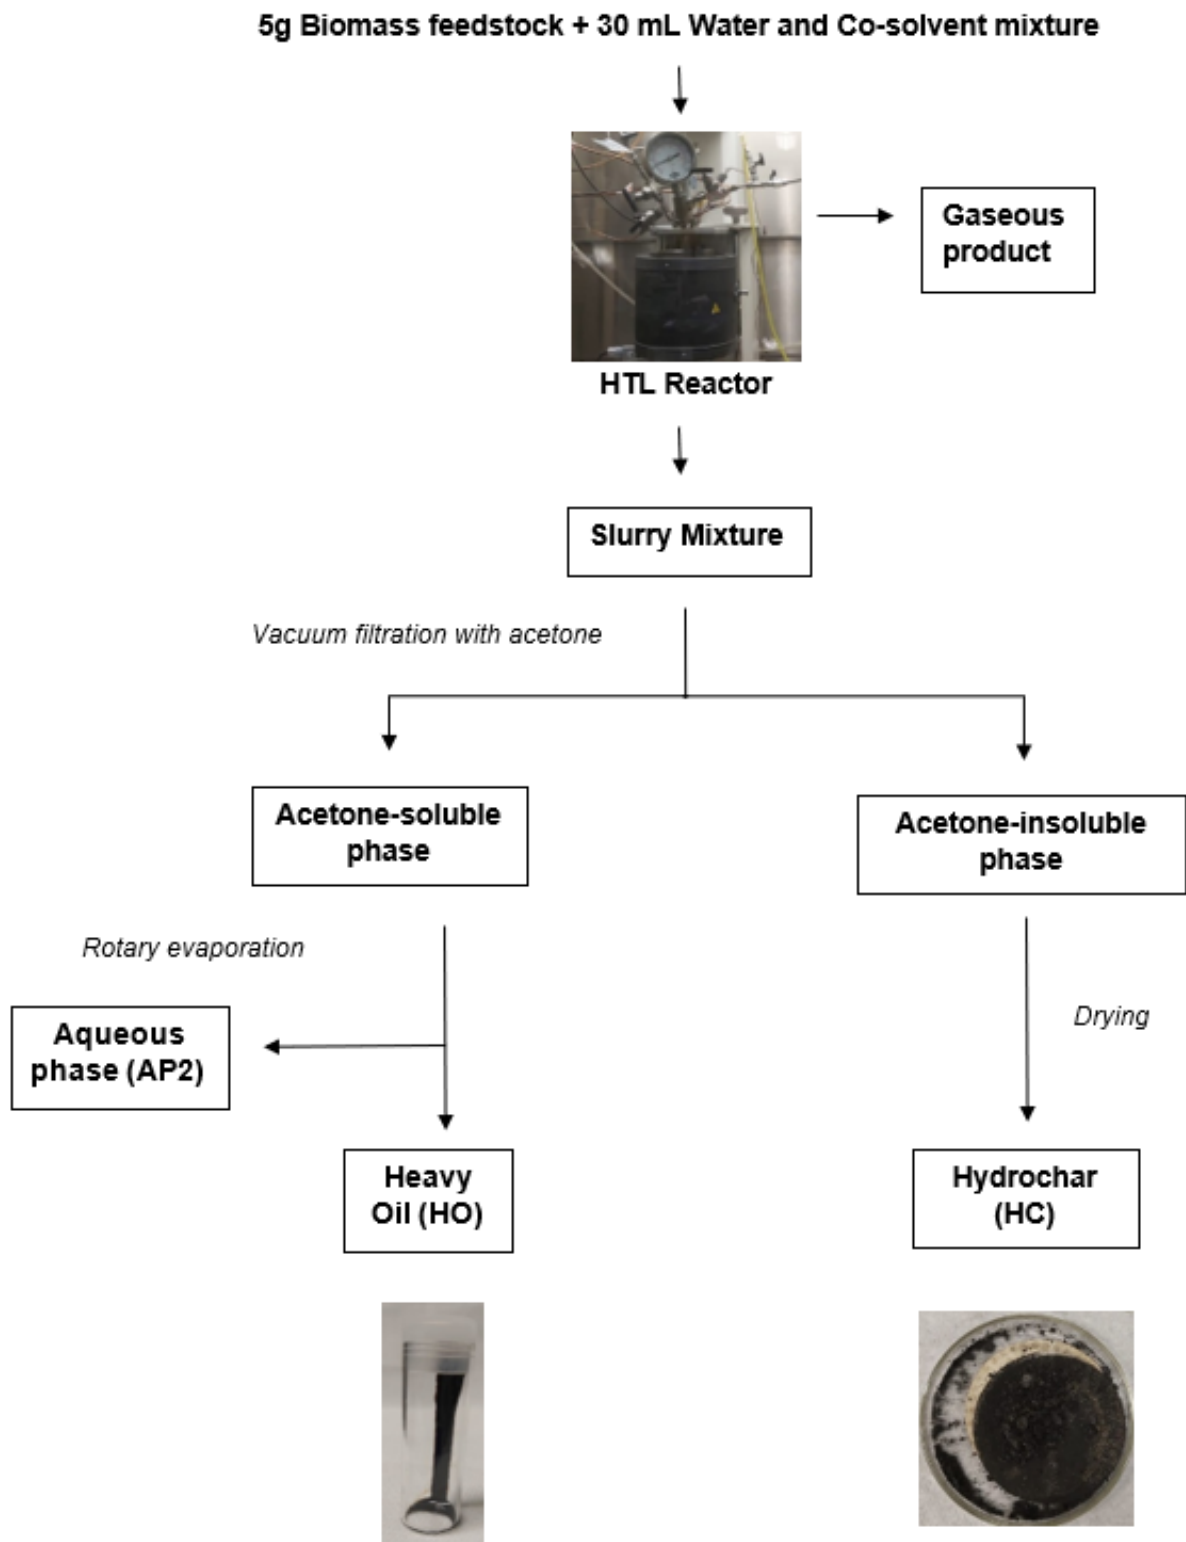 5g Biomass feedstock + 30 mL Water and Co-solvent mixture
Gaseous
product
HTL Reactor
Slurry Mixture
Vacuum filtration with acetone
Acetone-soluble
phase
Acetone-insoluble
phase
Rotary evaporation
Aqueous
phase (AP2)
Drying
Heavy
Oil (HO)
Hydrochar
(HC)